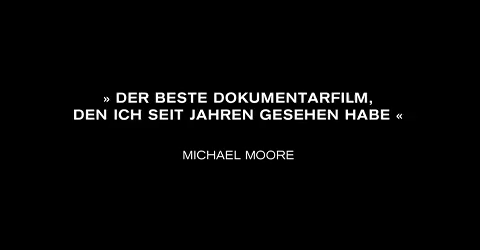 » DER BESTE DOKUMENTARFILM,
DEN ICH SEIT JAHREN GESEHEN HABE «
MICHAEL MOORE